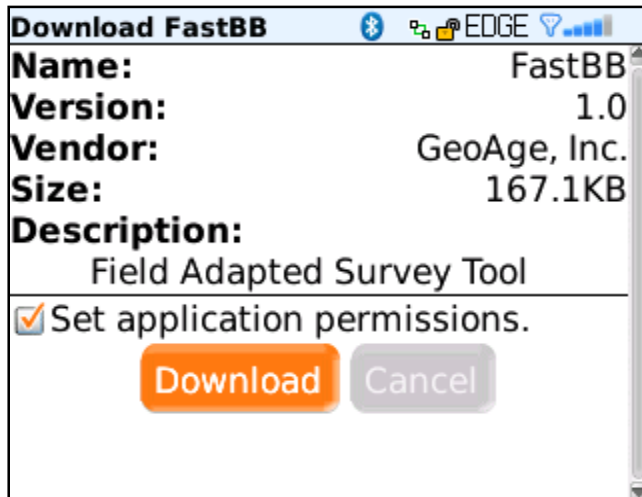 Download FastBB EDGE
Name: FastBB
Version: 1.0
Vendor: GeoAge, Inc.
Size: 167.1KB
Description:
Field Adapted Survey Tool
Set application permissions.
Download Cancel